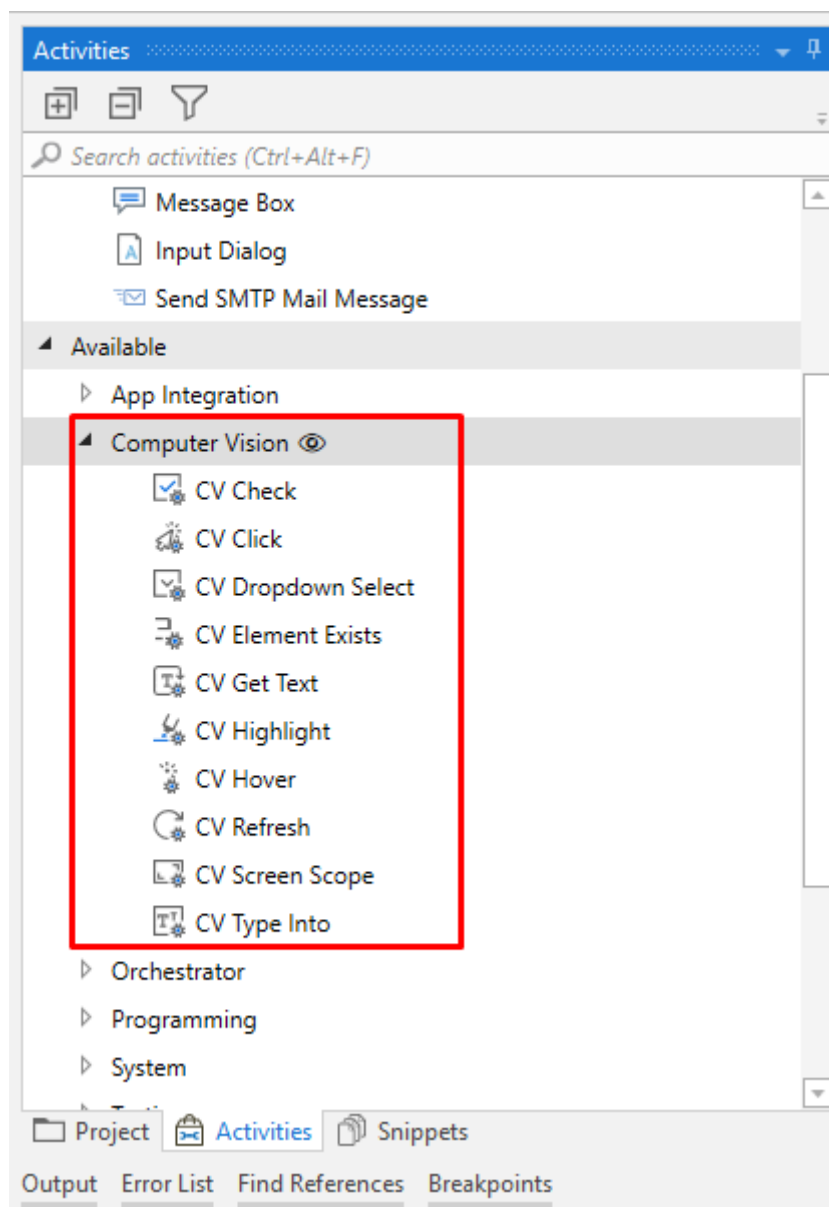 Activities
Search activities (Ctrl+Alt+F)
Message Box
Input Dialog
Send SMTP Mail Message
Available
App Integration
Computer Vision
CV Check
CV Click
CV Dropdown Select
CV Element Exists
CV Get Text
CV Highlight
CV Hover
CV Refresh
CV Screen Scope
CV Type Into
Orchestrator
Programming
System
Project Activities Snippets
Output Error List Find References Breakpoints